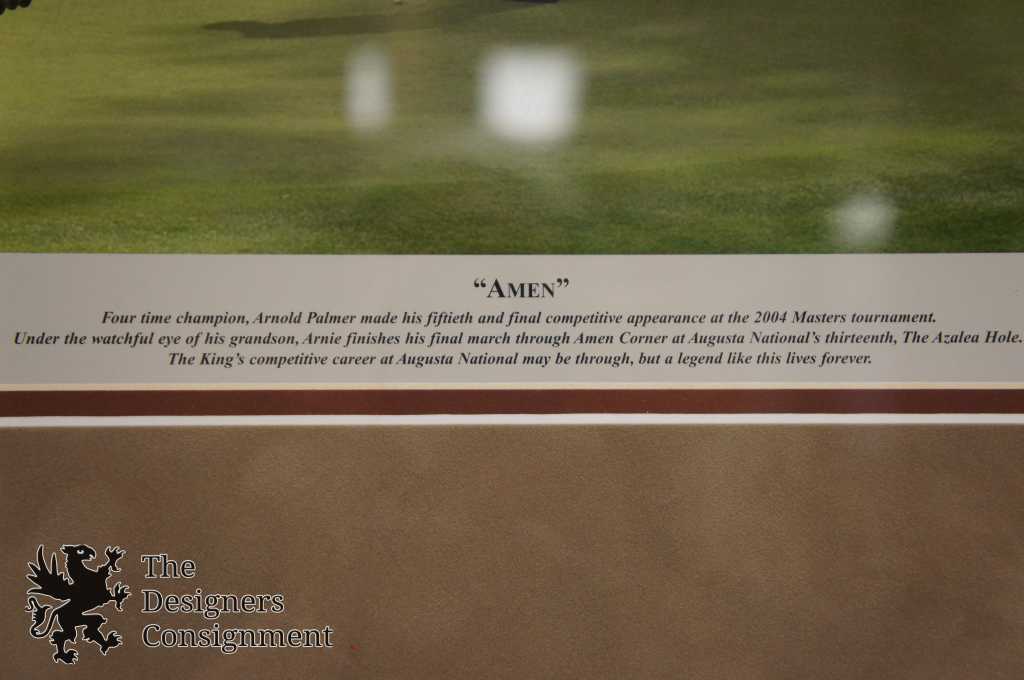 “AMEN”
Four time champion, Arnold Palmer made his fiftieth and final competitive appearance at the 2004 Masters tournament.
Under the watchful eye of his grandson, Arnie finishes his final march through Amen Corner at Augusta National’s thirteenth, The Azalea Hole.
The King’s competitive career at Augusta National may be through, but a legend like this lives forever.
The
Designers
Consignment